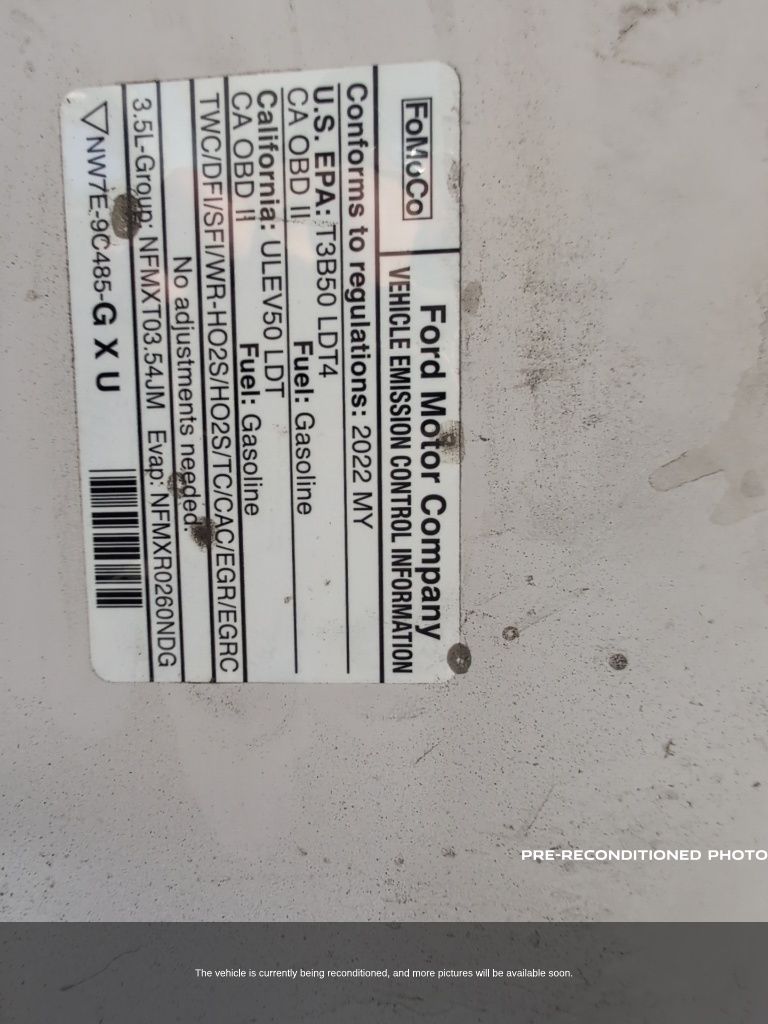 FoMoCo
Ford Motor Company
VEHICLE EMISSION CONTROL INFORMATION
Conforms to regulations: 2022 MY
U.S. EPA: T3B50 LDT4
CA OBD II Fuel: Gasoline
California: ULEV50 LDT
CA OBD II Fuel: Gasoline
TWC/DFI/SFI/WR-HO2S/HO2S/TC/CAC/EGR/EGRC
No adjustments needed.
3.5L-Group: NFMXT03.54JM Evap: NFMXR0260NDG
NW7E-9C485-G X U
PRE-RECONDITIONED PHOTO
The vehicle is currently being reconditioned, and more pictures will be available soon.